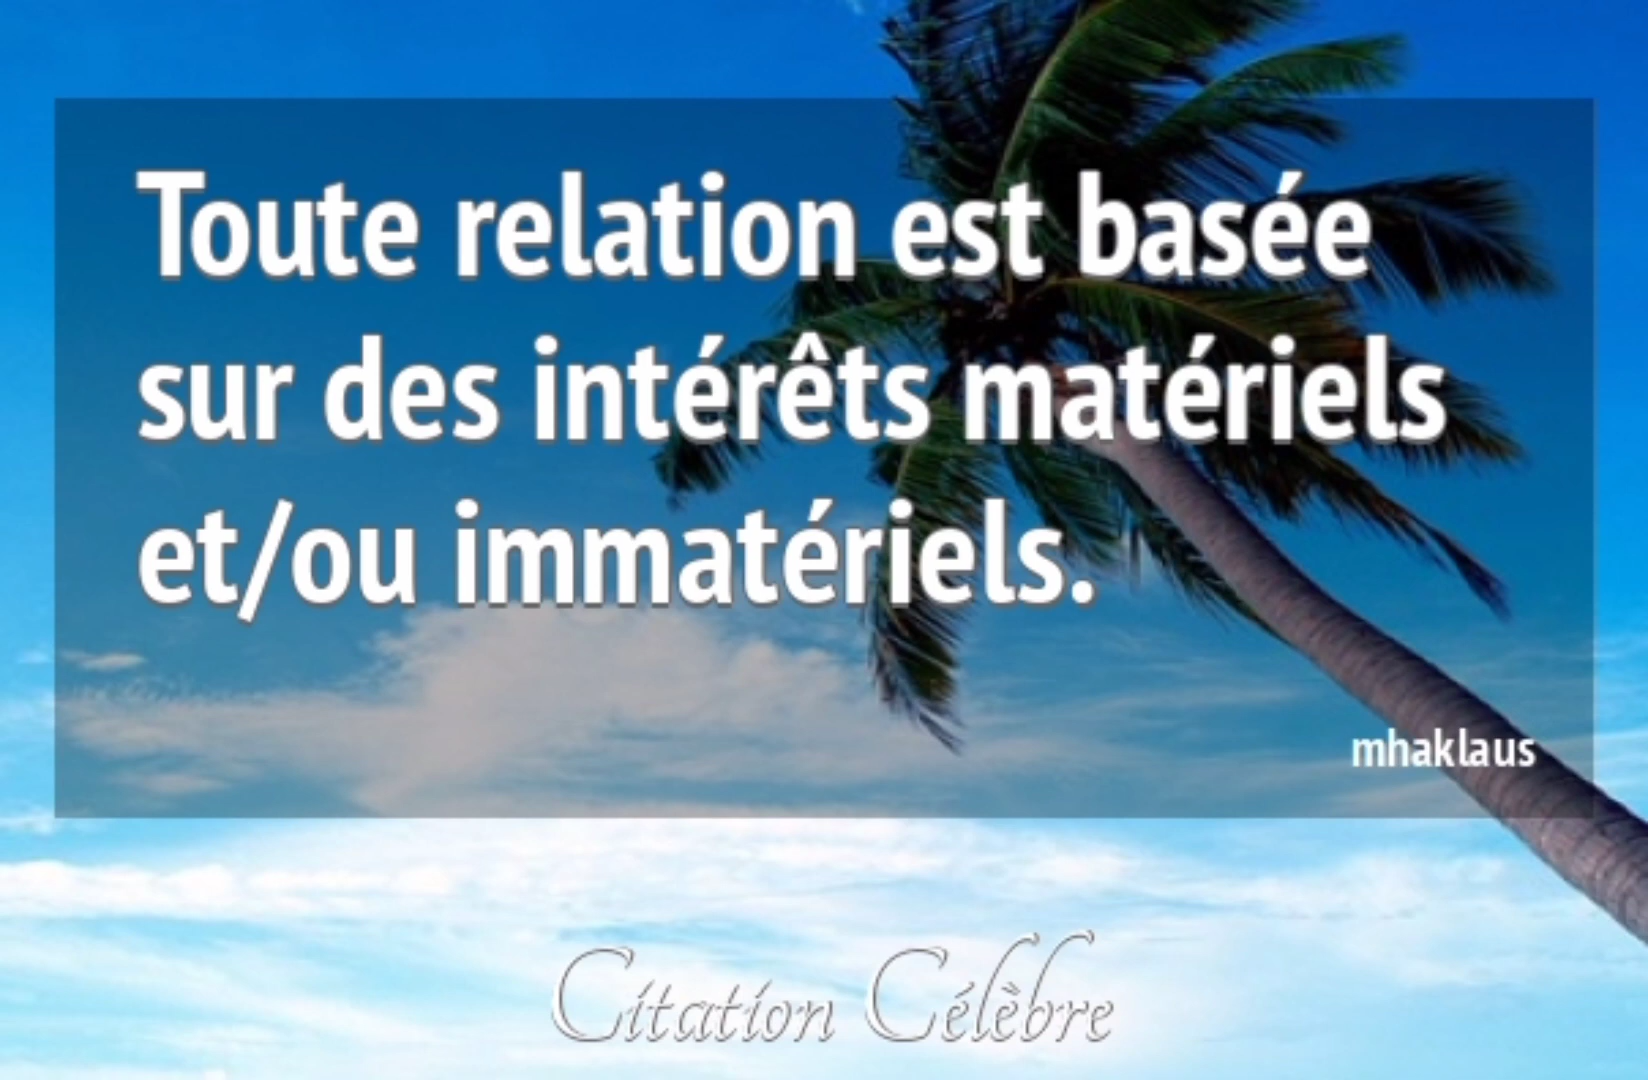 Toute relation est basée
sur des intérêts matériels
et/ou immatériels.
mhaklaus
Citation Célèbre